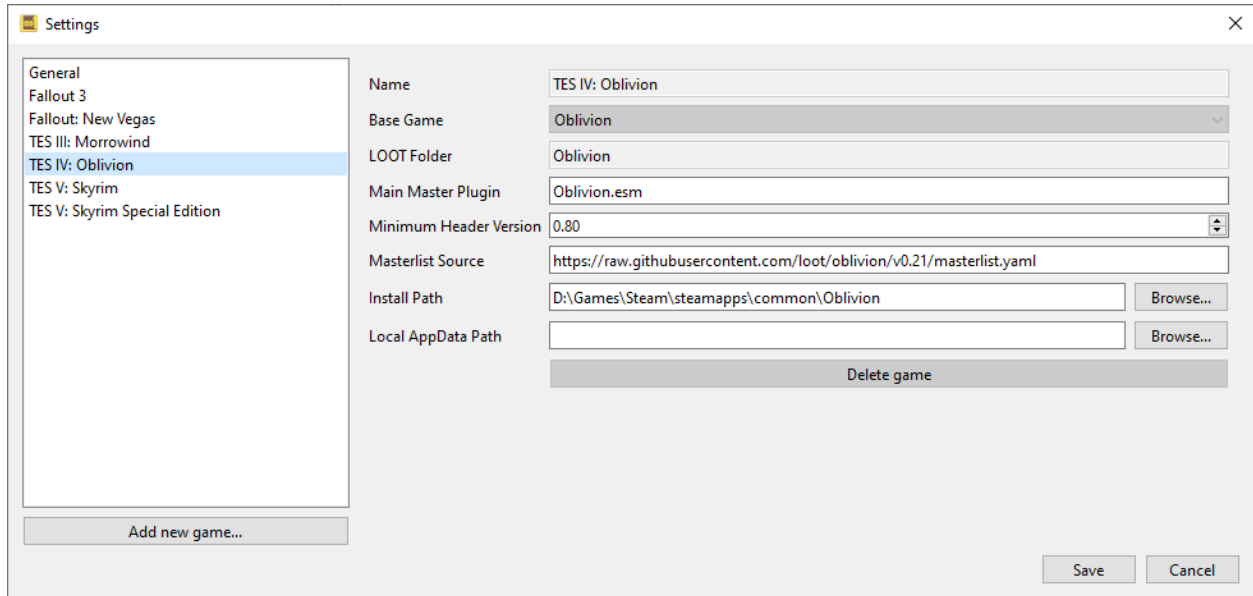 Settings
General
Fallout 3
Fallout: New Vegas
TES III: Morrowind
TES IV: Oblivion
TES V: Skyrim
TES V: Skyrim Special Edition
Add new game...
Name TES IV: Oblivion
Base Game Oblivion
LOOT Folder Oblivion
Main Master Plugin Oblivion.esm
Minimum Header Version 0.80
Masterlist Source https://raw.githubusercontent.com/loot/oblivion/v0.21/masterlist.yaml
Install Path D:\Games\Steam\steamapps\common\Oblivion Browse...
Local AppData Path Browse...
Delete game
Save Cancel